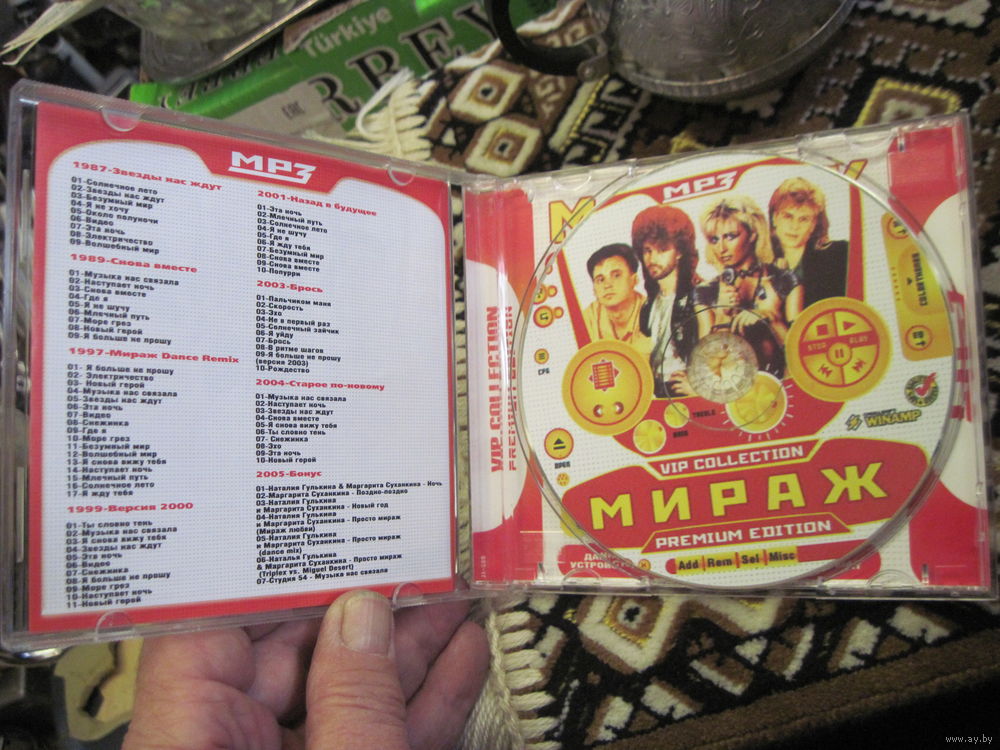 Türkiye
MP3
1987-Звезды нас ждут
01-Солнечное лето
02-Звезды нас ждут
03-Безумный мир
04-Я не хочу
05-Около полуночи
06-Видео
07-Эта ночь
08-Электричество
09-Волшебный мир
1989-Снова вместе
01-Музыка нас связала
02-Наступает ночь
03-Снова вместе
04-Где я
05-Я не шучу
06-Млечный путь
07-Море грез
08-Новый герой
09-Я больше не прошу
1997-Мираж Dance Remix
01- Я больше не прошу
02- Электричество
03- Новый герой
04-Музыка нас связала
05-Звезды нас ждут
06-Эта ночь
07-Видео
08-Снежинка
09-Где я
10-Море грез
11-Безумный мир
12-Волшебный мир
13-Я снова вижу тебя
14-Наступает ночь
15-Млечный путь
16-Солнечное лето
17-Я жду тебя
1999-Версия 2000
01-Ты словно тень
02-Музыка нас связала
03-Я снова вижу тебя
04-Звезды нас ждут
05-Эта ночь
06-Видео
07-Снежинка
08-Я больше не прошу
09-Море грез
10-Наступает ночь
11-Новый герой
2001-Назад в будущее
01-Эта ночь
02-Млечный путь
03-Солнечное лето
04-Я не шучу
05-Где я
06-Я жду тебя
07-Безумный мир
08-Снова вместе
09-Снова вместе
10-Попурри
2003-Брось
01-Пальчиком маня
02-Скорость
03-Эхо
04-Не в первый раз
05-Солнечный зайчик
06-Я уйду
07-Брось
08-В ритме шагов
09-Я больше не прошу
(версия 2003)
10-Рождество
2004-Старое по-новому
01-Музыка нас связала
02-Наступает ночь
03-Звезды нас ждут
04-Снова вместе
05-Я снова вижу тебя
06-Ты словно тень
07- Снежинка
08-Эхо
09-Эта ночь
10-Новый герой
2005-Бонус
01-Наталия Гулькина & Маргарита Суханкина - Ночь
02-Маргарита Суханкина - Поздно-поздно
03-Наталия Гулькина
и Маргарита Суханкина - Новый год
04-Наталия Гулькина
и Маргарита Суханкина - Просто мираж
(Мираж любви)
05-Наталия Гулькина
и Маргарита Суханкина - Просто мираж
(dance mix)
06-Наталья Гулькина
& Маргарита Суханкина - Просто мираж
(Triplex vs. Miguel Desert)
07-Студия 54 - Музыка нас связала
VIP COLLECTION
PREMIUM EDITION
MP3
STOP PLAY
TREBLE
BASS
OPEN
WINAMP
VIP COLLECTION
МИРАЖ
PREMIUM EDITION
Add Rem Sel Misc
www.ay.by